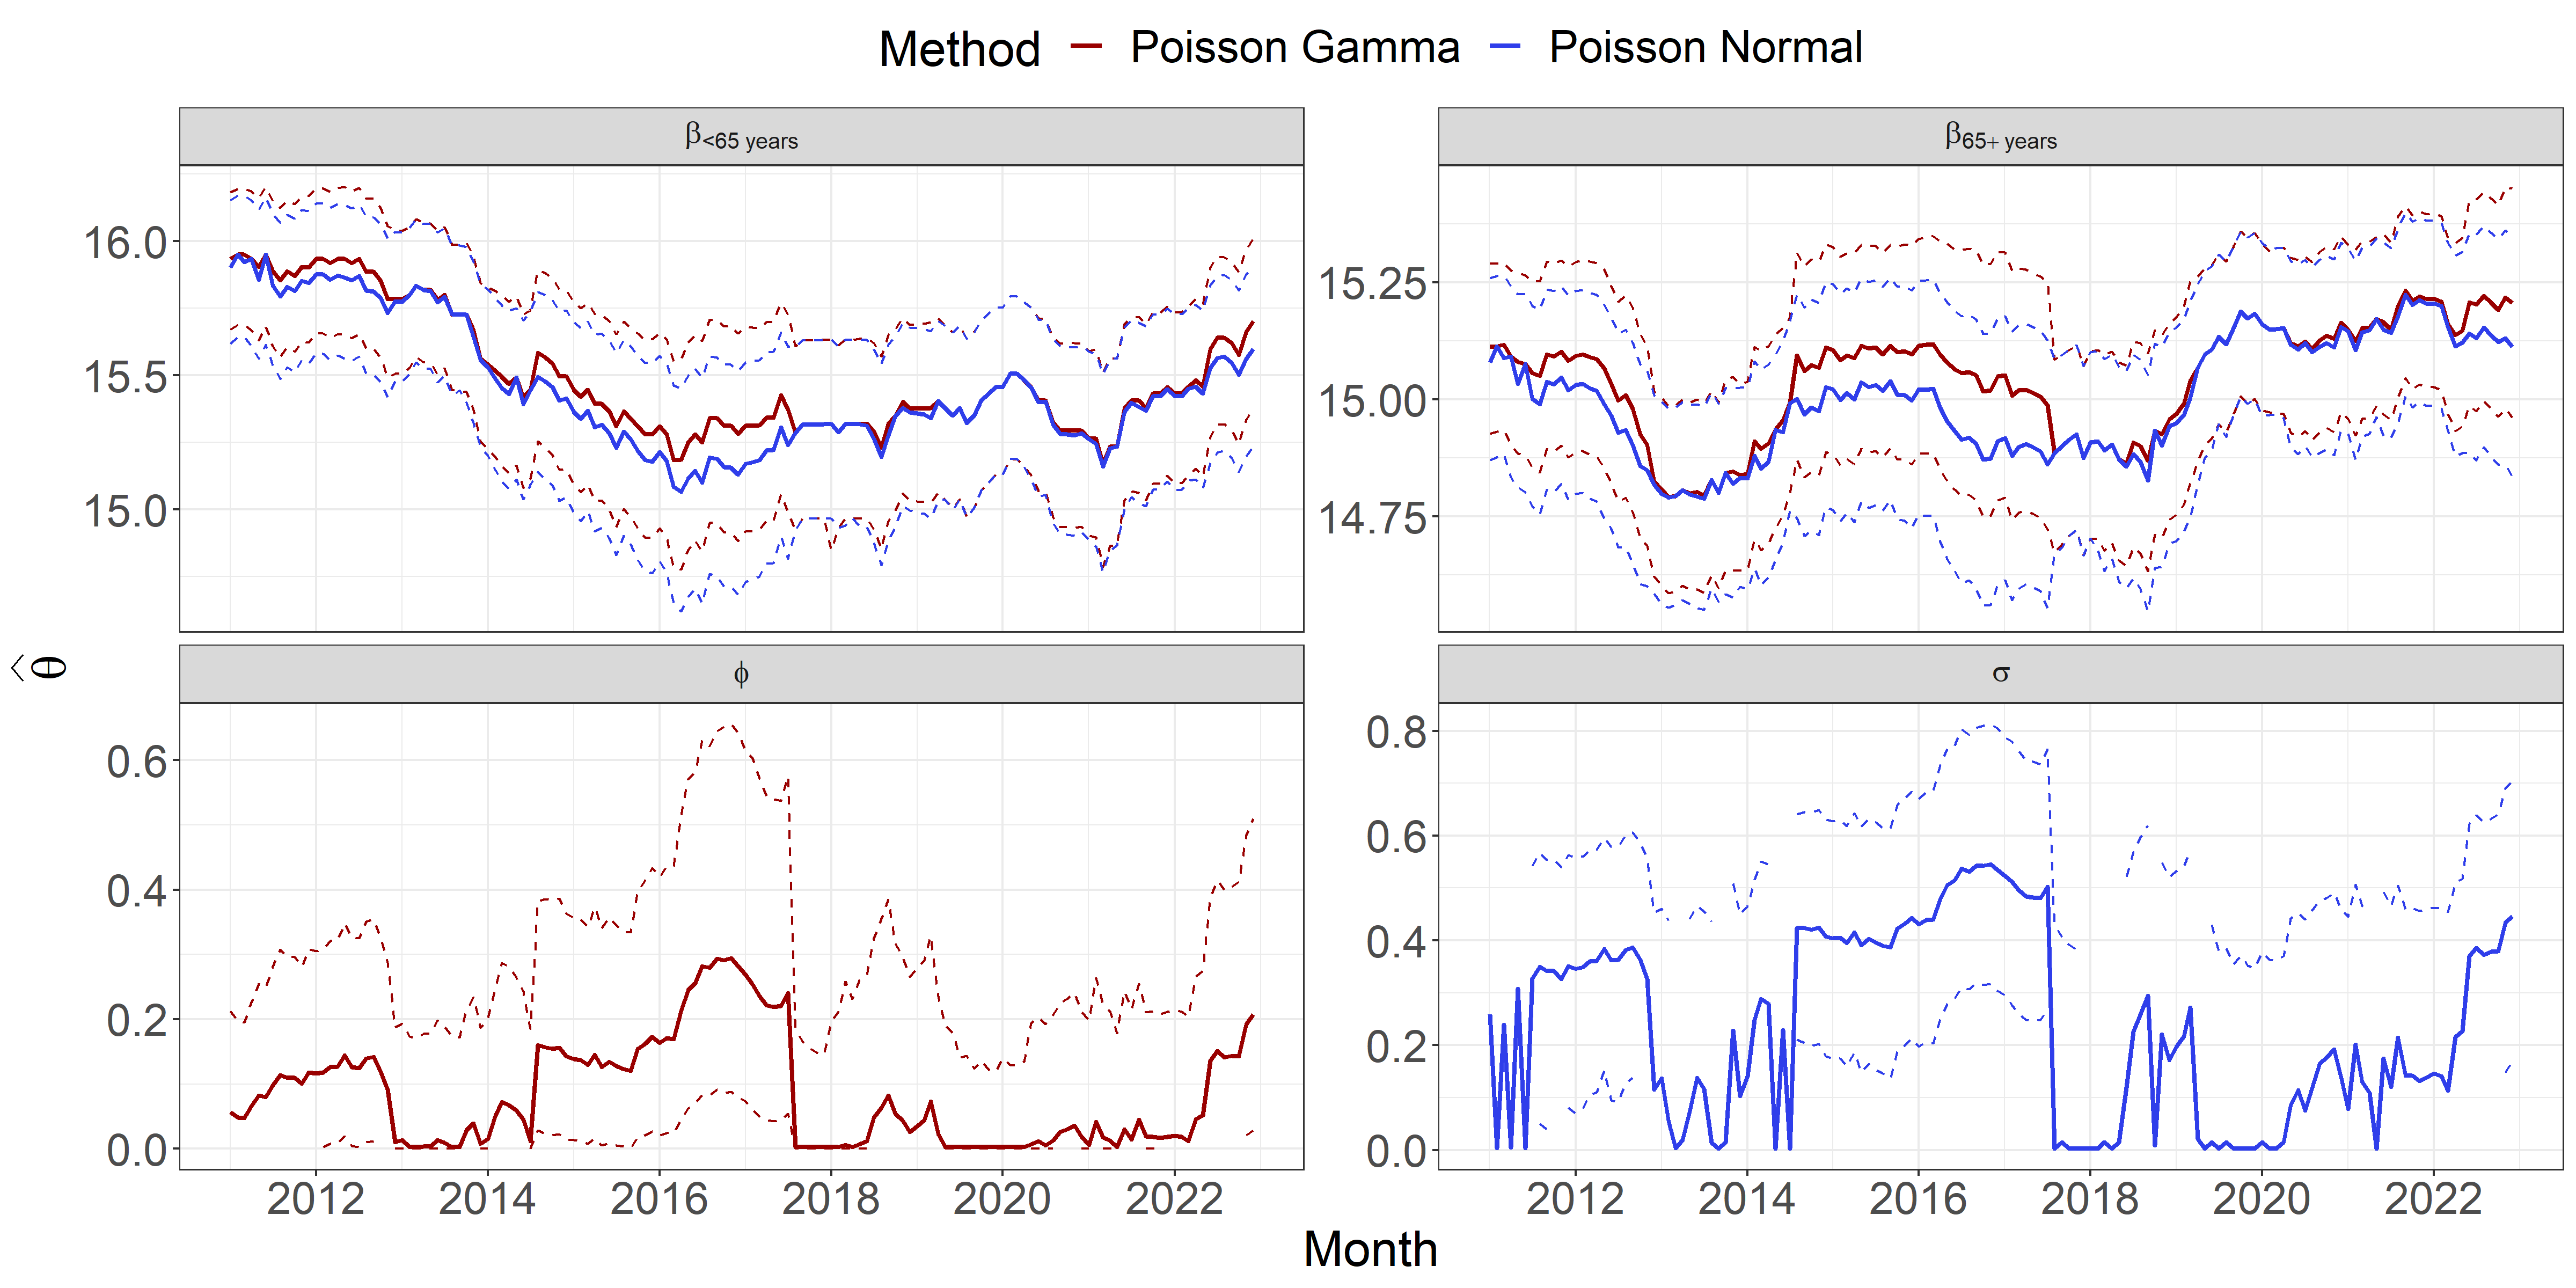 Method Poisson Gamma Poisson Normal
β<65 years
β65+ years
16.0
15.5
15.0
15.25
15.00
14.75
θ̂
ϕ
σ
0.6
0.4
0.2
0.0
0.8
0.6
0.4
0.2
0.0
2012 2014 2016 2018 2020 2022
2012 2014 2016 2018 2020 2022
Month